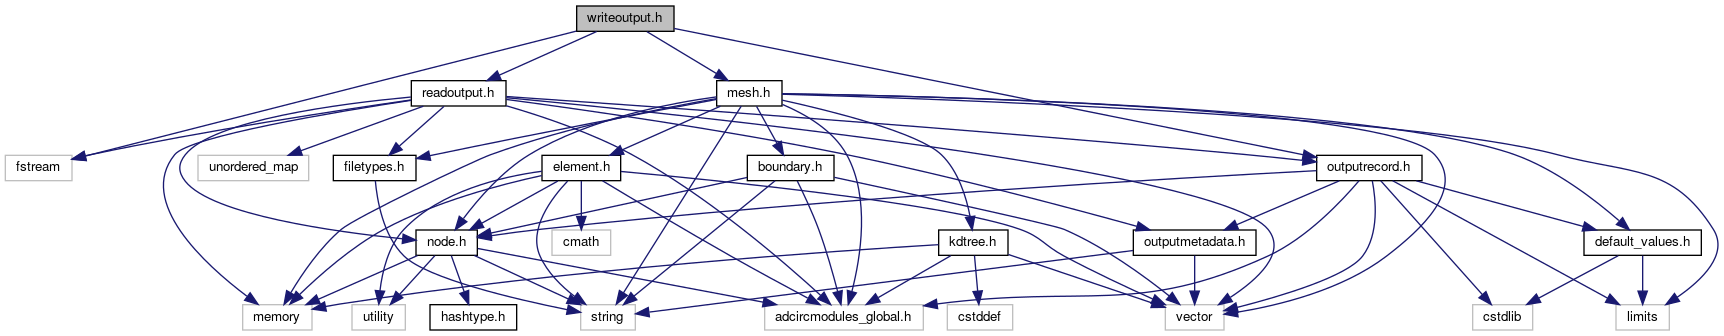 writeoutput.h
readoutput.h
mesh.h
fstream
unordered_map
filetypes.h
element.h
boundary.h
outputrecord.h
node.h
cmath
kdtree.h
outputmetadata.h
default_values.h
memory
utility
hashtype.h
string
adcircmodules_global.h
cstddef
vector
cstdlib
limits